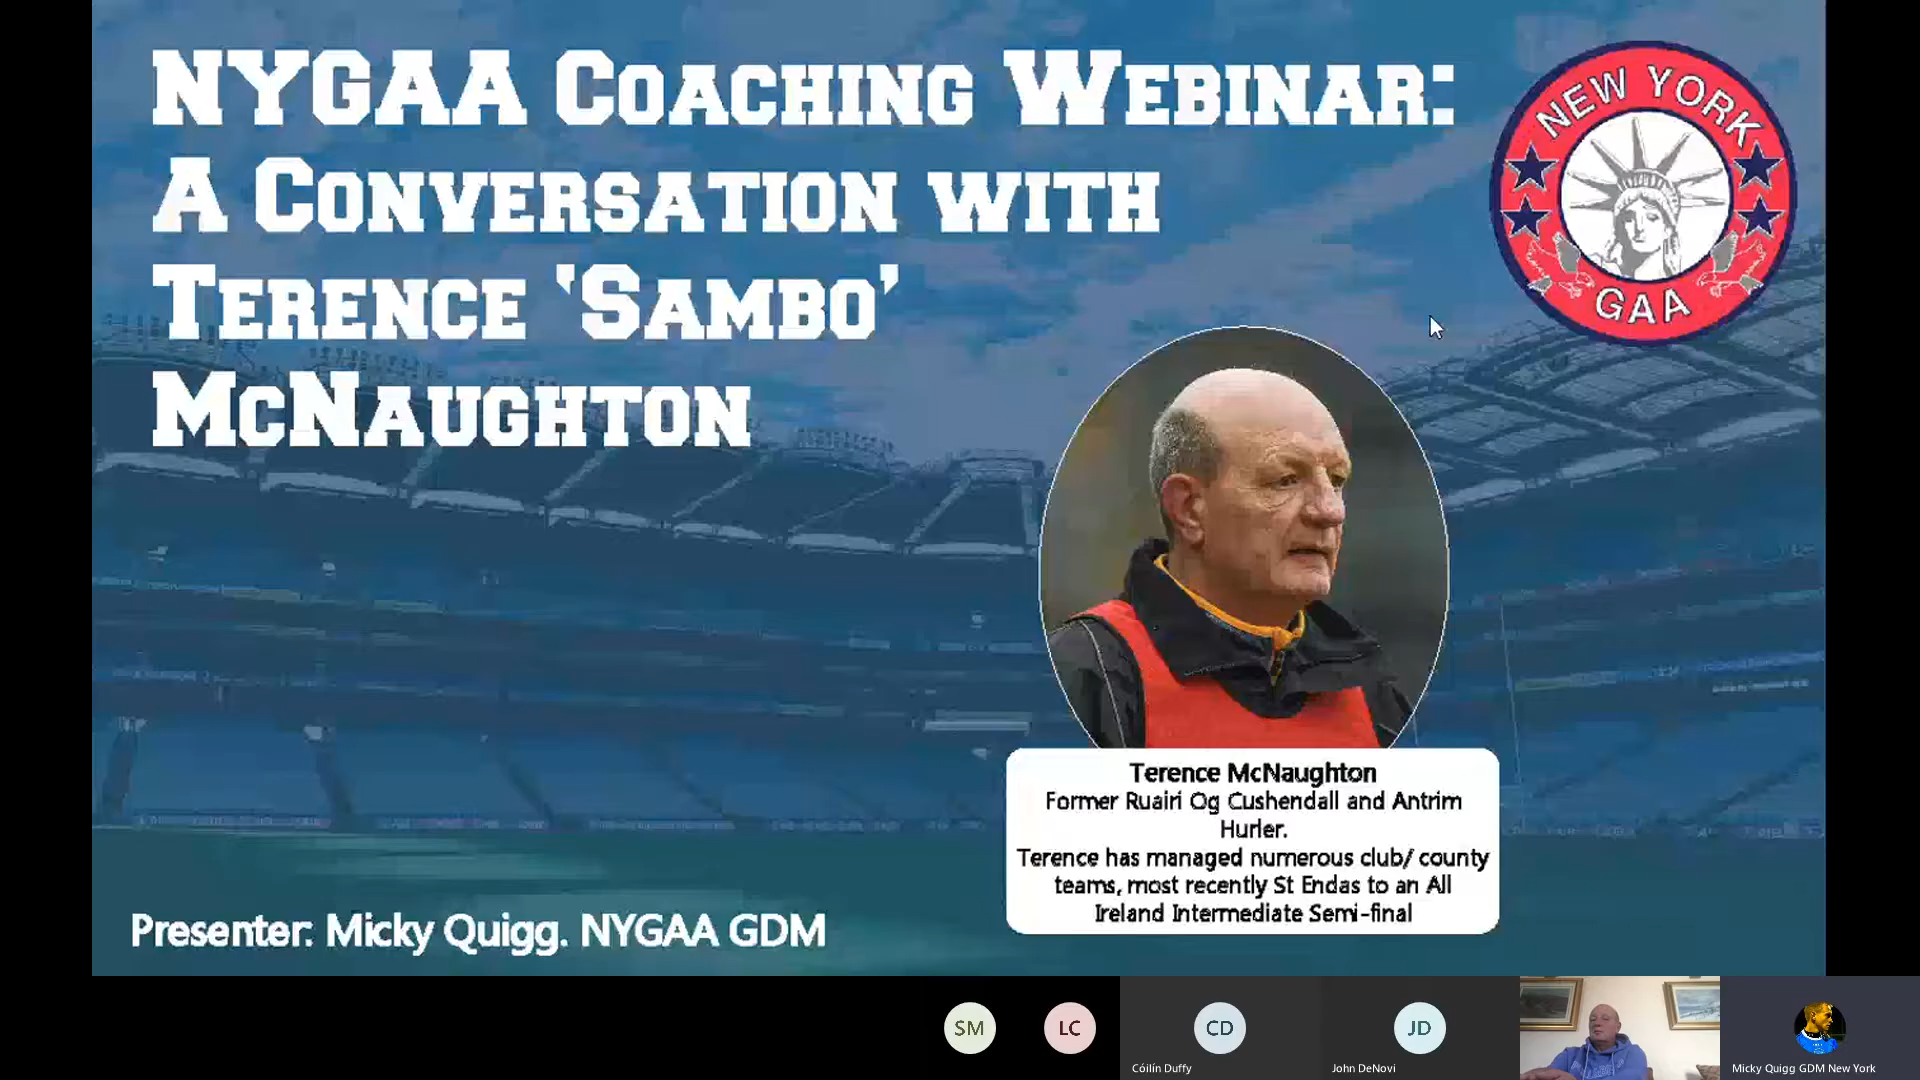 NYGAA Coaching Webinar:
A Conversation with
Terence ‘Sambo’
McNaughton
NEW YORK
GAA
Terence McNaughton
Former Ruairi Og Cushendall and Antrim
Hurler.
Terence has managed numerous club/ county
teams, most recently St Endas to an All
Ireland Intermediate Semi-final
Presenter: Micky Quigg. NYGAA GDM
SM
LC
CD
JD
Cóilín Duffy
John DeNovi
Micky Quigg GDM New York